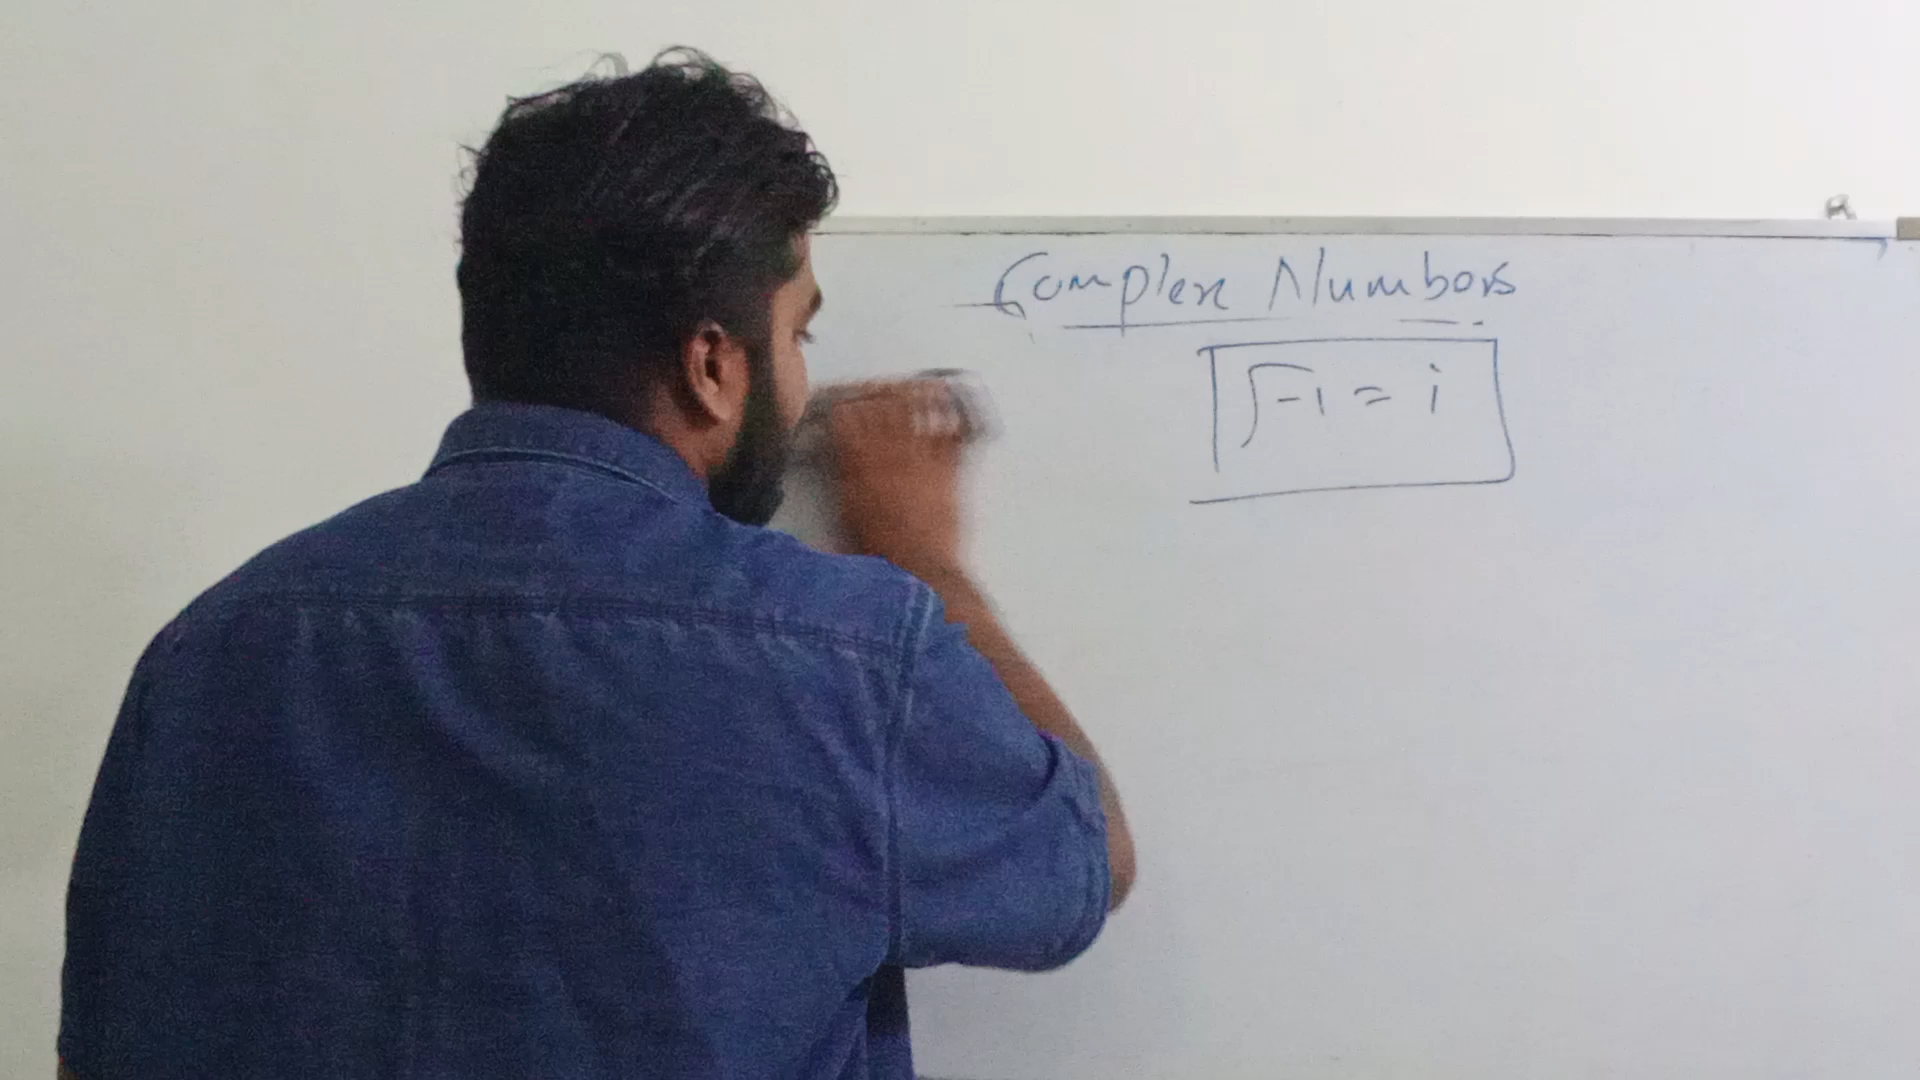 Complex Numbers
√-1 = i